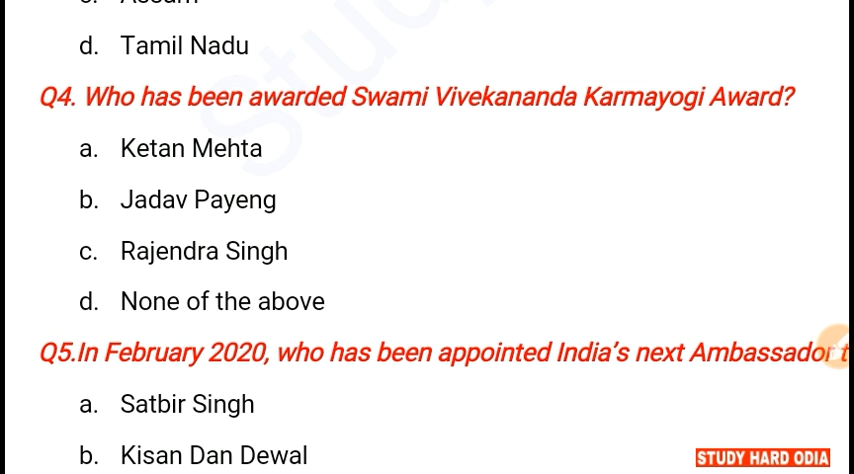 d. Tamil Nadu
Q4. Who has been awarded Swami Vivekananda Karmayogi Award?
a. Ketan Mehta
b. Jadav Payeng
c. Rajendra Singh
d. None of the above
Q5.In February 2020, who has been appointed India's next Ambassador t
a. Satbir Singh
b. Kisan Dan Dewal
STUDY HARD ODIA